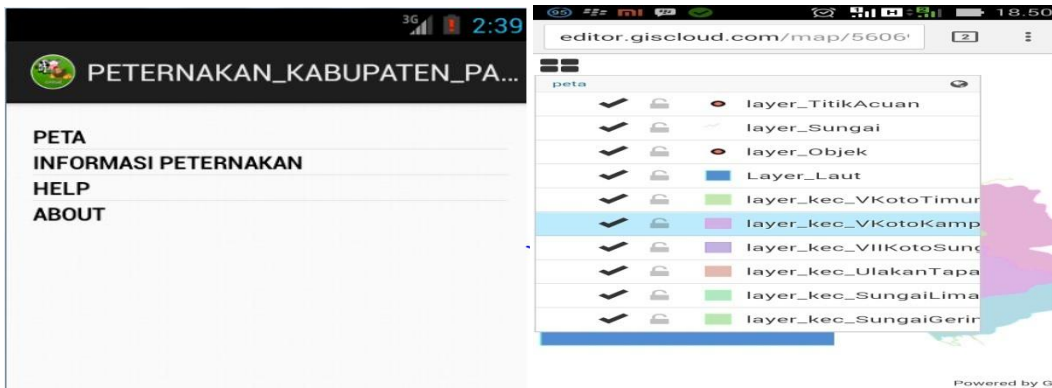 3G 2:39
PETERNAKAN_KABUPATEN_PA...
PETA
INFORMASI PETERNAKAN
HELP
ABOUT
18.50
editor.giscloud.com/map/5606
2
peta
layer_TitikAcuan
layer_Sungai
layer_Objek
Layer_Laut
layer_kec_VKotoTimur
layer_kec_VKotoKamp
layer_kec_VIIKotoSung
layer_kec_UlakanTapa
layer_kec_SungaiLima
layer_kec_SungaiGerin
Powered by G